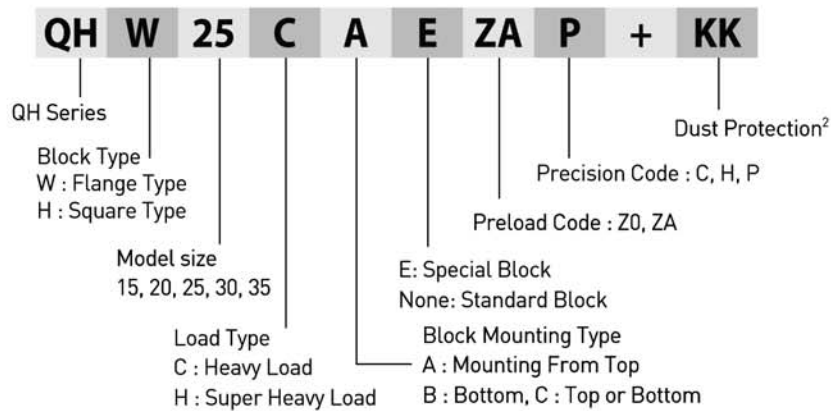 QH W 25 C A E ZA P + KK
QH Series
Dust Protection²
Block Type
W : Flange Type
H : Square Type
Precision Code : C, H, P
Preload Code : Z0, ZA
Model size
15, 20, 25, 30, 35
E: Special Block
None: Standard Block
Load Type
C : Heavy Load
H : Super Heavy Load
Block Mounting Type
A : Mounting From Top
B : Bottom, C : Top or Bottom